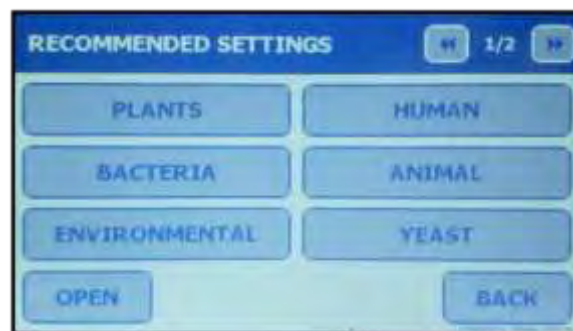 RECOMMENDED SETTINGS 1/2
PLANTS HUMAN
BACTERIA ANIMAL
ENVIRONMENTAL YEAST
OPEN BACK